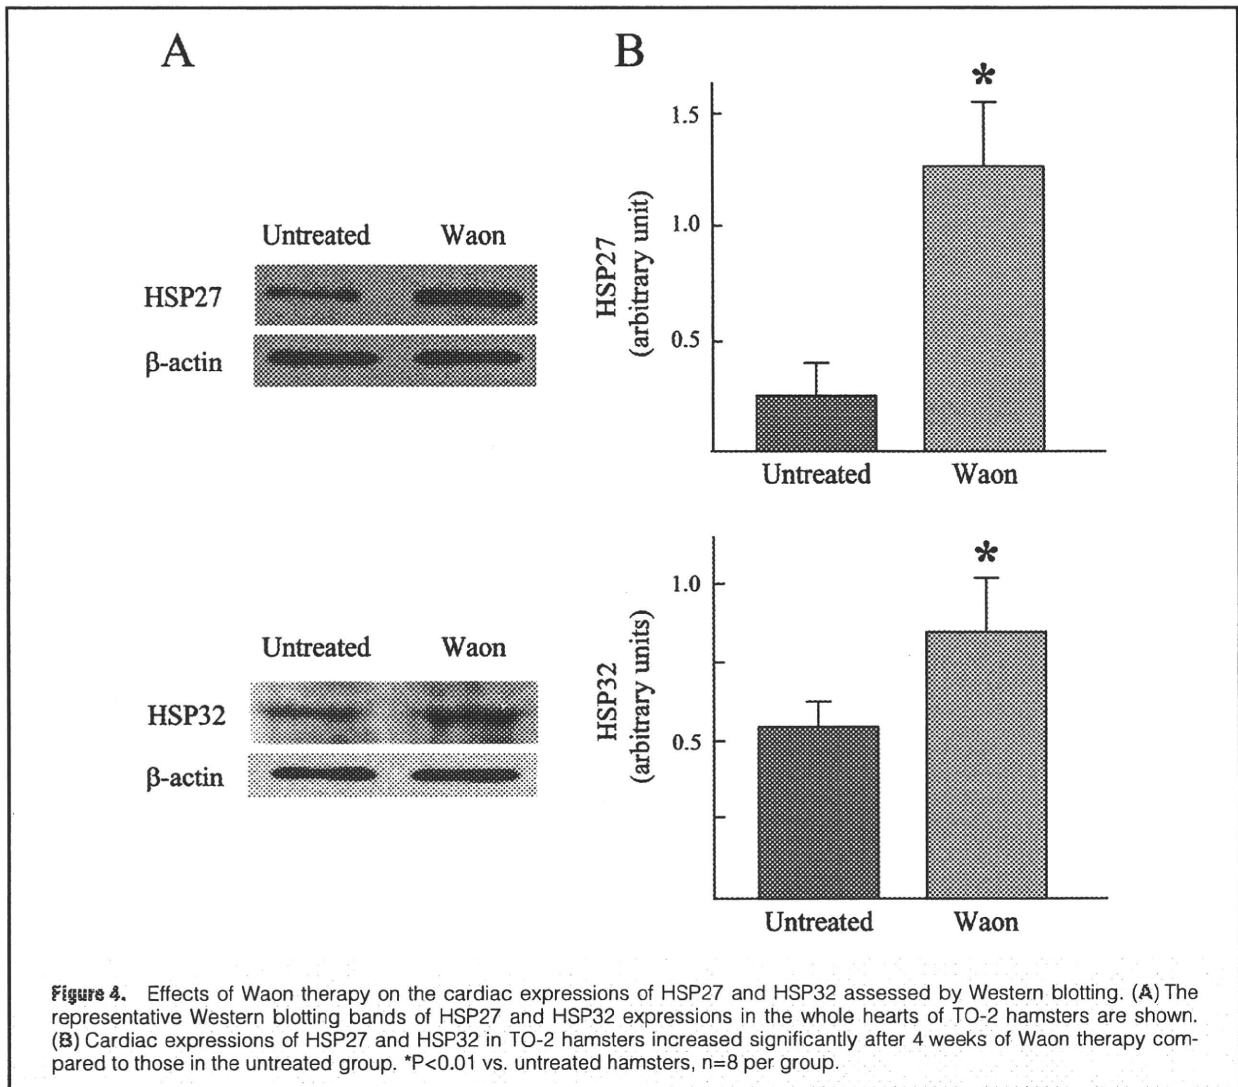 A
B
Untreated Waon
HSP27
β-actin
*
1.5
1.0
0.5
HSP27
(arbitrary unit)
Untreated Waon
Untreated Waon
HSP32
β-actin
*
1.0
0.5
HSP32
(arbitrary units)
Untreated Waon
Figure 4. Effects of Waon therapy on the cardiac expressions of HSP27 and HSP32 assessed by Western blotting. (A) The
representative Western blotting bands of HSP27 and HSP32 expressions in the whole hearts of TO-2 hamsters are shown.
(B) Cardiac expressions of HSP27 and HSP32 in TO-2 hamsters increased significantly after 4 weeks of Waon therapy com-
pared to those in the untreated group. *P<0.01 vs. untreated hamsters, n=8 per group.